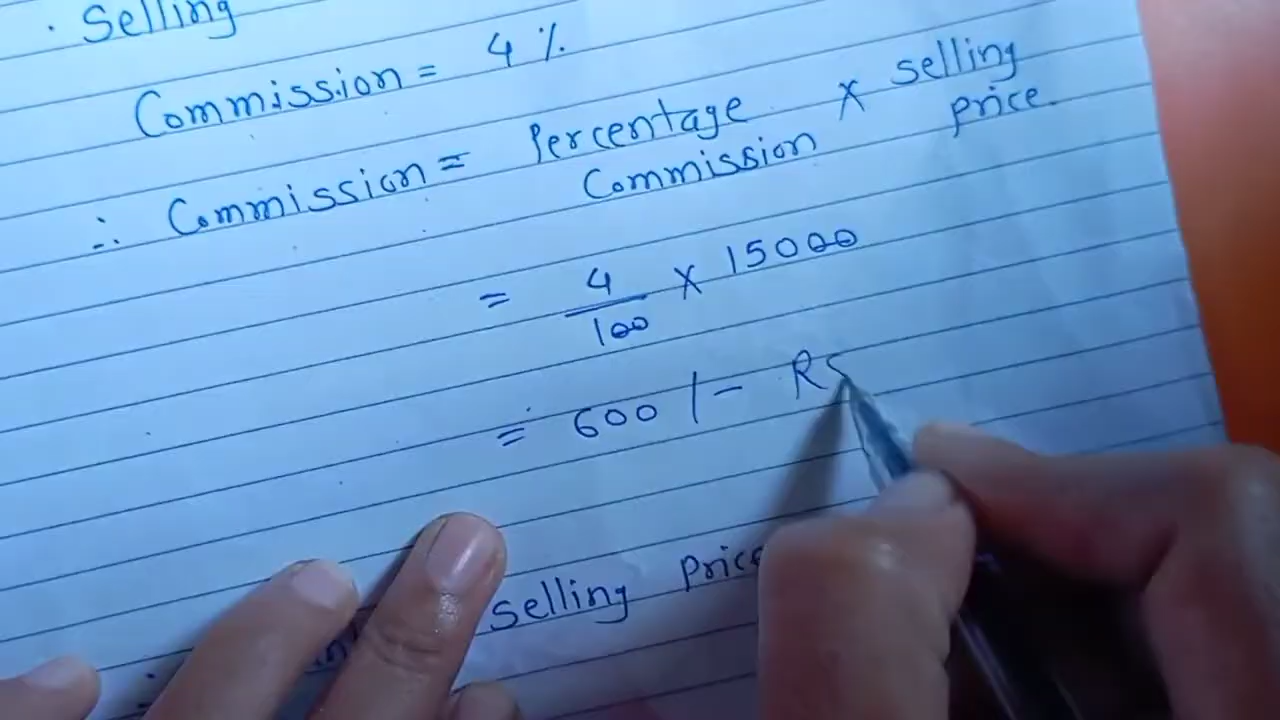 . Selling
Commission = 4 %
∴ Commission = Percentage Commission × selling price.
= 4/100 × 15000
= 600 /- Rs
selling price